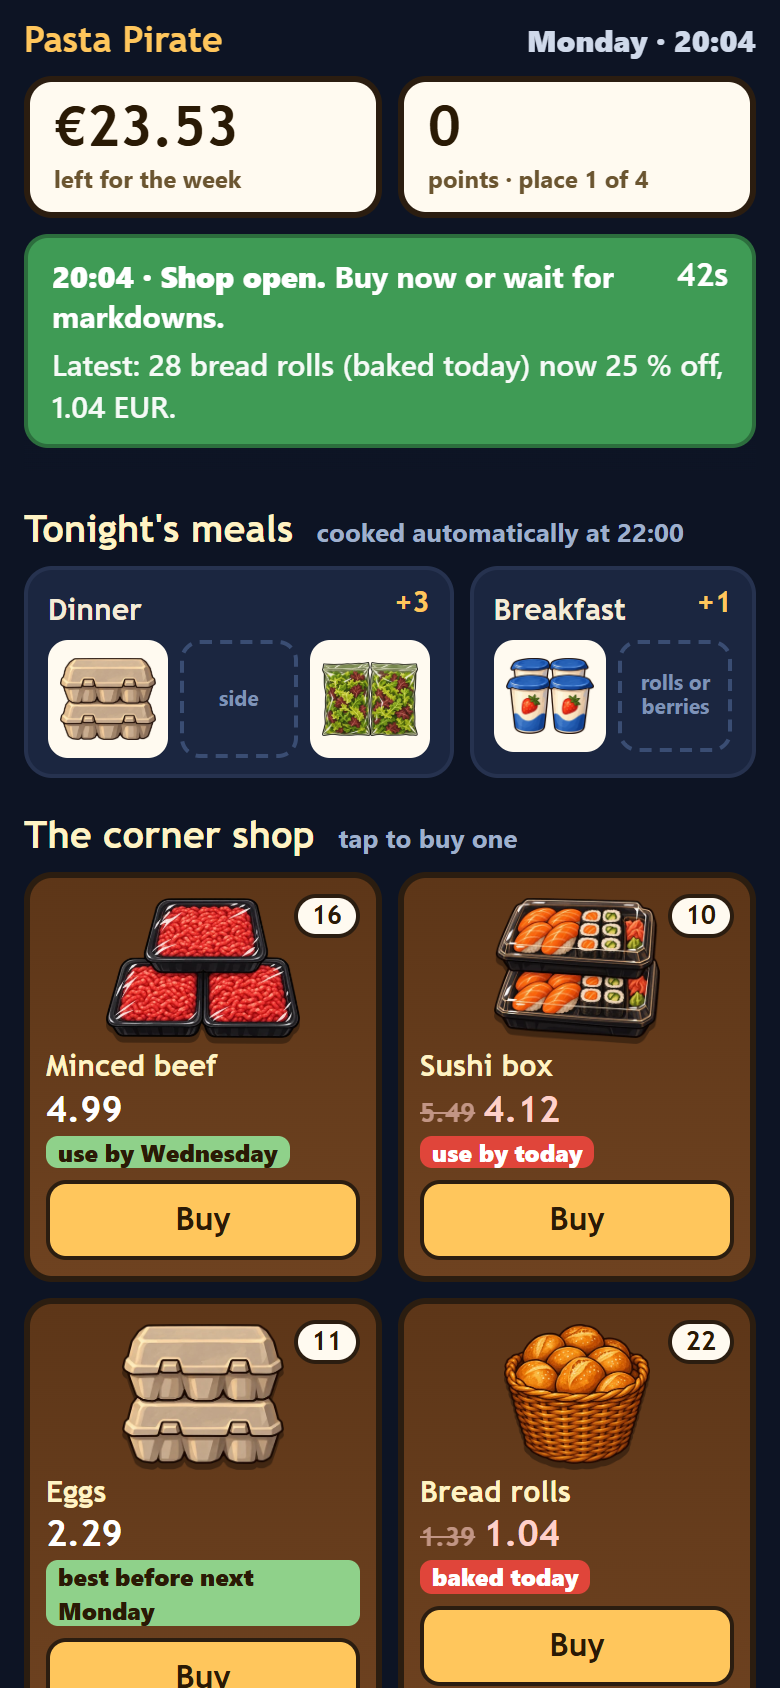 Pasta Pirate
Monday · 20:04
€23.53
left for the week
0
points · place 1 of 4
20:04 · Shop open. Buy now or wait for
markdowns.
42s
Latest: 28 bread rolls (baked today) now 25 % off,
1.04 EUR.
Tonight's meals
cooked automatically at 22:00
Dinner
+3
side
Breakfast
+1
rolls or
berries
The corner shop
tap to buy one
16
Minced beef
4.99
use by Wednesday
Buy
10
Sushi box
5.49 4.12
use by today
Buy
11
Eggs
2.29
best before next
Monday
Buy
22
Bread rolls
1.39 1.04
baked today
Buy